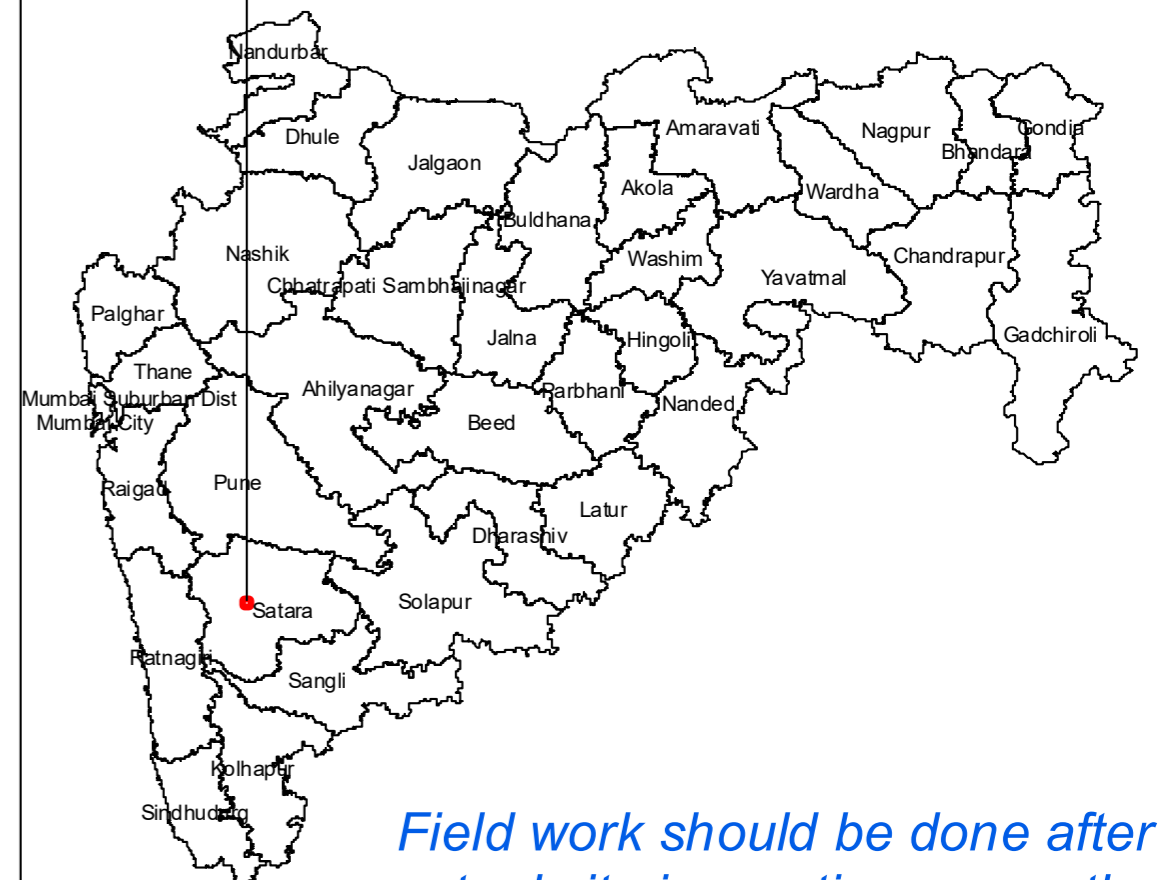 Nandurbar
Dhule
Jalgaon
Amaravati
Nagpur
Gondia
Bhandara
Akola
Wardha
Buldhana
Nashik
Washim
Chandrapur
Chhatrapati Sambhajinagar
Yavatmal
Palghar
Jalna
Hingoli
Gadchiroli
Thane
Ahilyanagar
Parbhani
Mumbai Suburban Dist
Nanded
Mumbai City
Beed
Raigad
Pune
Latur
Dharashiv
Satara
Solapur
Ratnagiri
Sangli
Kolhapur
Sindhudurg
Field work should be done after